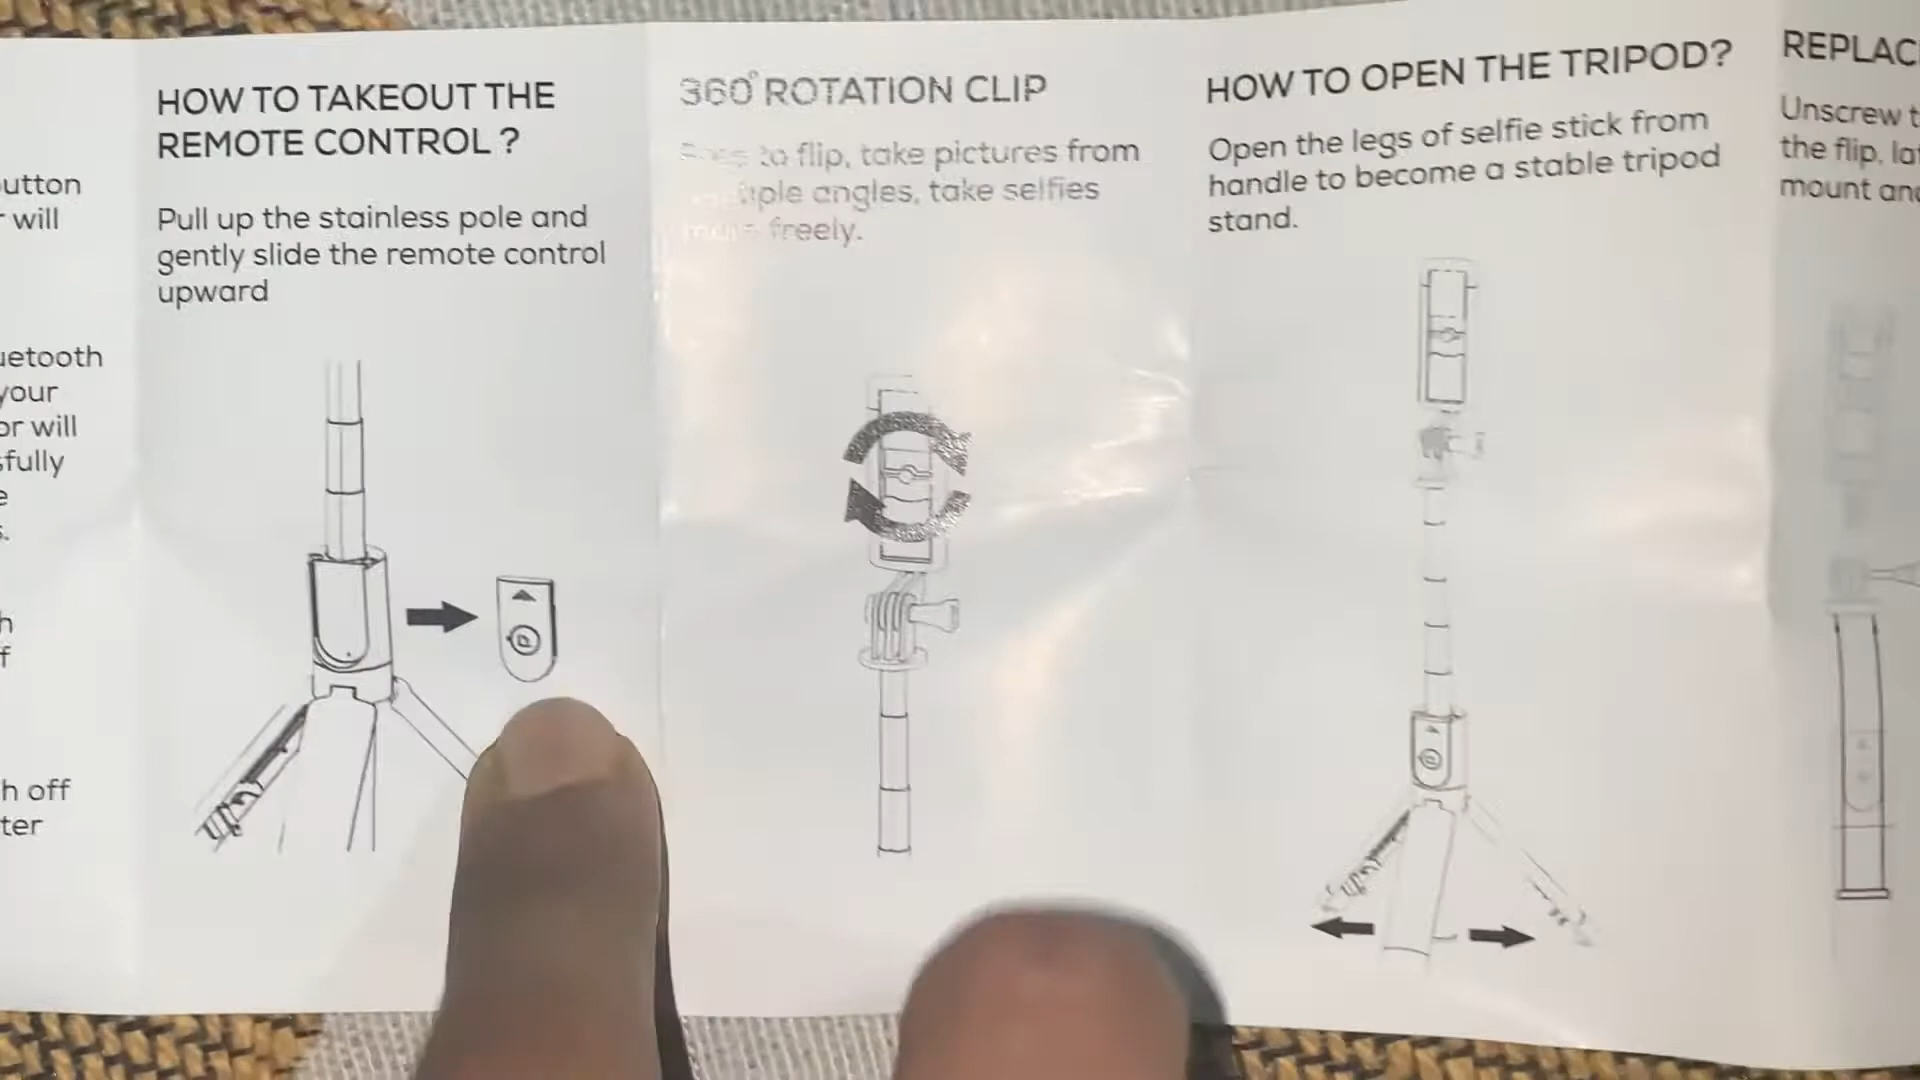 utton
will
uetooth
your
or will
sfully
e
s.
h
f
h off
ter
HOW TO TAKEOUT THE
REMOTE CONTROL ?
Pull up the stainless pole and
gently slide the remote control
upward
360° ROTATION CLIP
to flip, take pictures from
angles, take selfies
freely.
HOW TO OPEN THE TRIPOD?
Open the legs of selfie stick from
handle to become a stable tripod
stand.
REPLAC
Unscrew t
the flip, lat
mount and